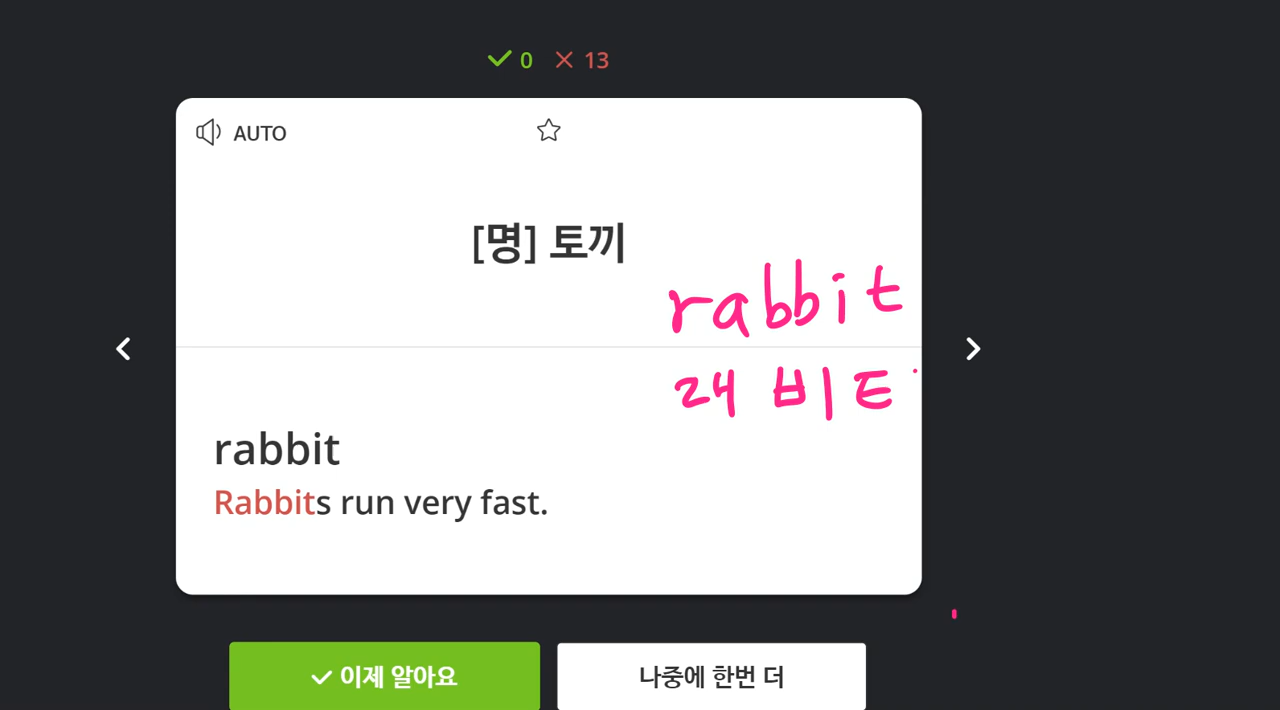 0 13
AUTO
[명] 토끼
rabbit
래 비 트
rabbit
Rabbits run very fast.
이제 알아요
나중에 한번 더